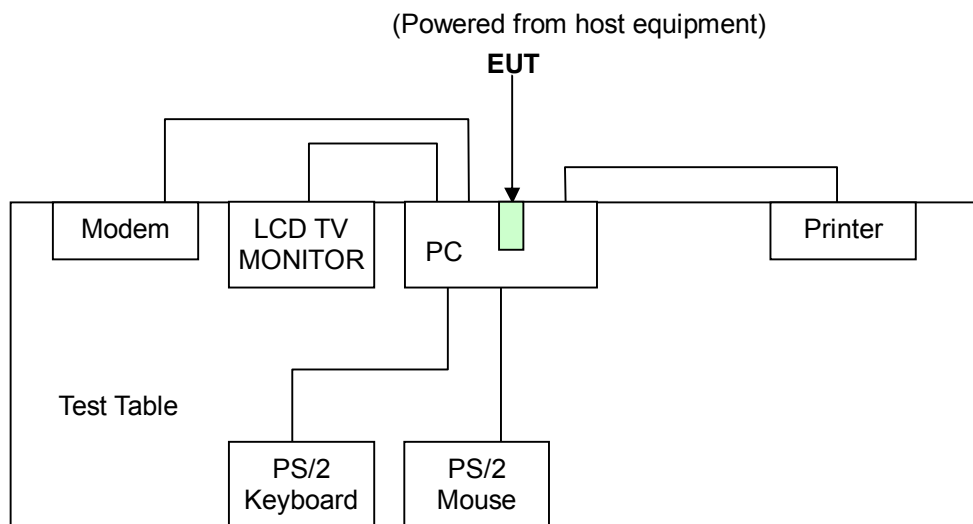 (Powered from host equipment)
EUT
Modem
LCD TV
MONITOR
PC
Printer
Test Table
PS/2
Keyboard
PS/2
Mouse